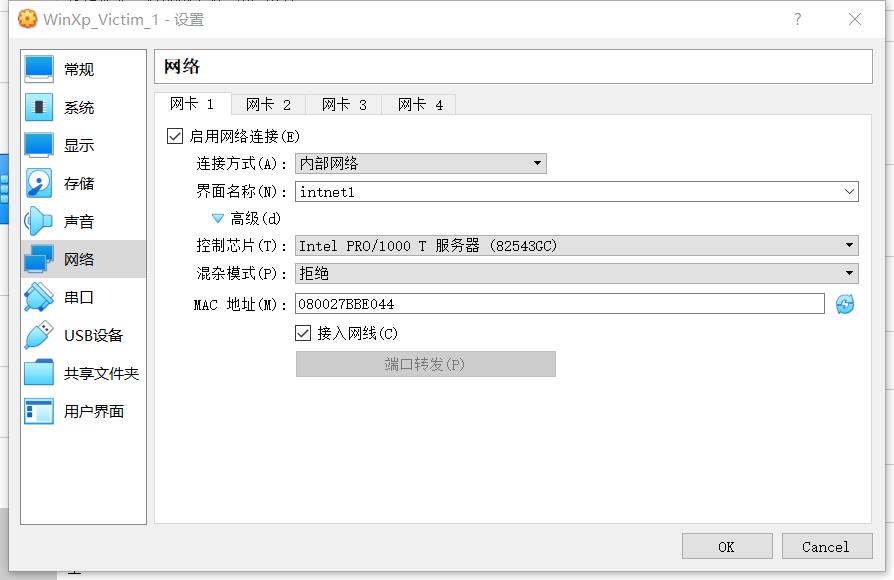 WinXp_Victim_1 - 设置
?
常规
系统
显示
存储
声音
网络
串口
USB设备
共享文件夹
用户界面
网络
网卡 1 网卡 2 网卡 3 网卡 4
启用网络连接(E)
连接方式(A): 内部网络
界面名称(N): intnet1
高级(d)
控制芯片(T): Intel PRO/1000 T 服务器 (82543GC)
混杂模式(P): 拒绝
MAC 地址(M): 080027BBE044
接入网线(C)
端口转发(P)
OK Cancel